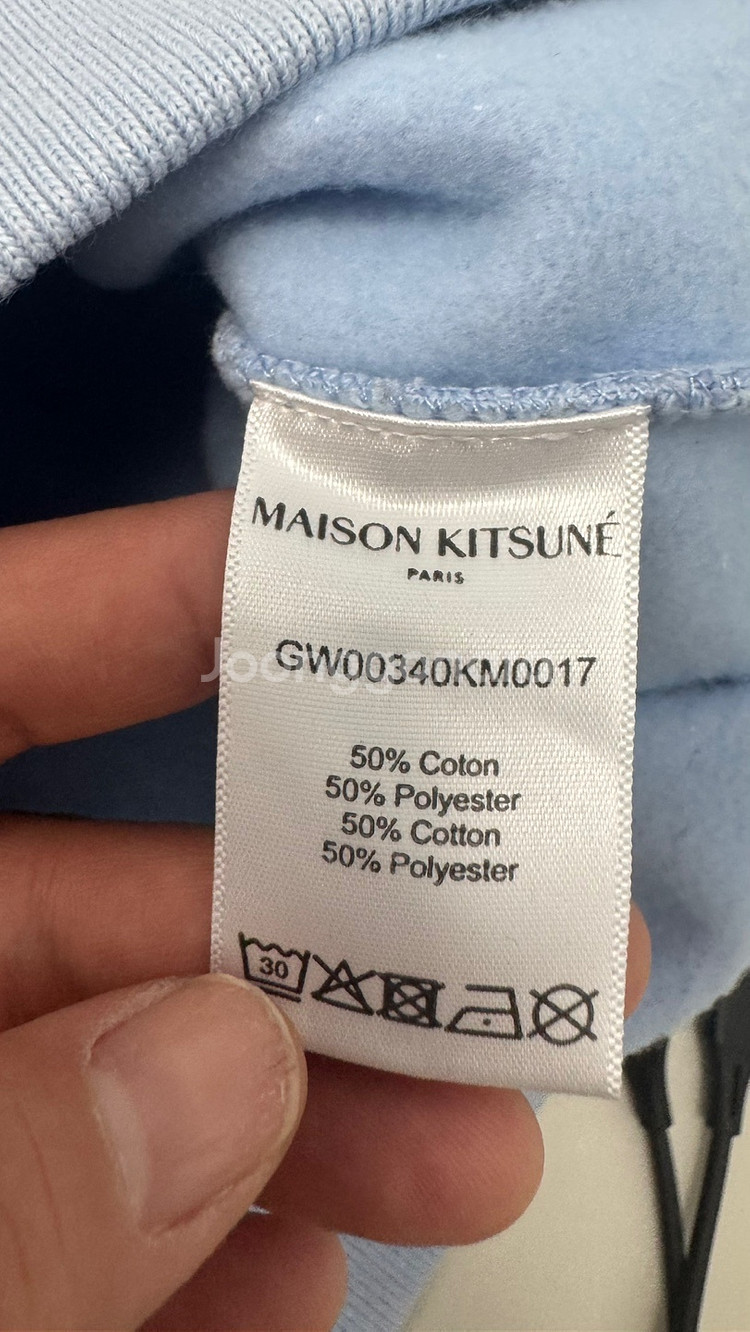 MAISON KITSUNÉ
PARIS
GW00340KM0017
50% Coton
50% Polyester
50% Cotton
50% Polyester
30